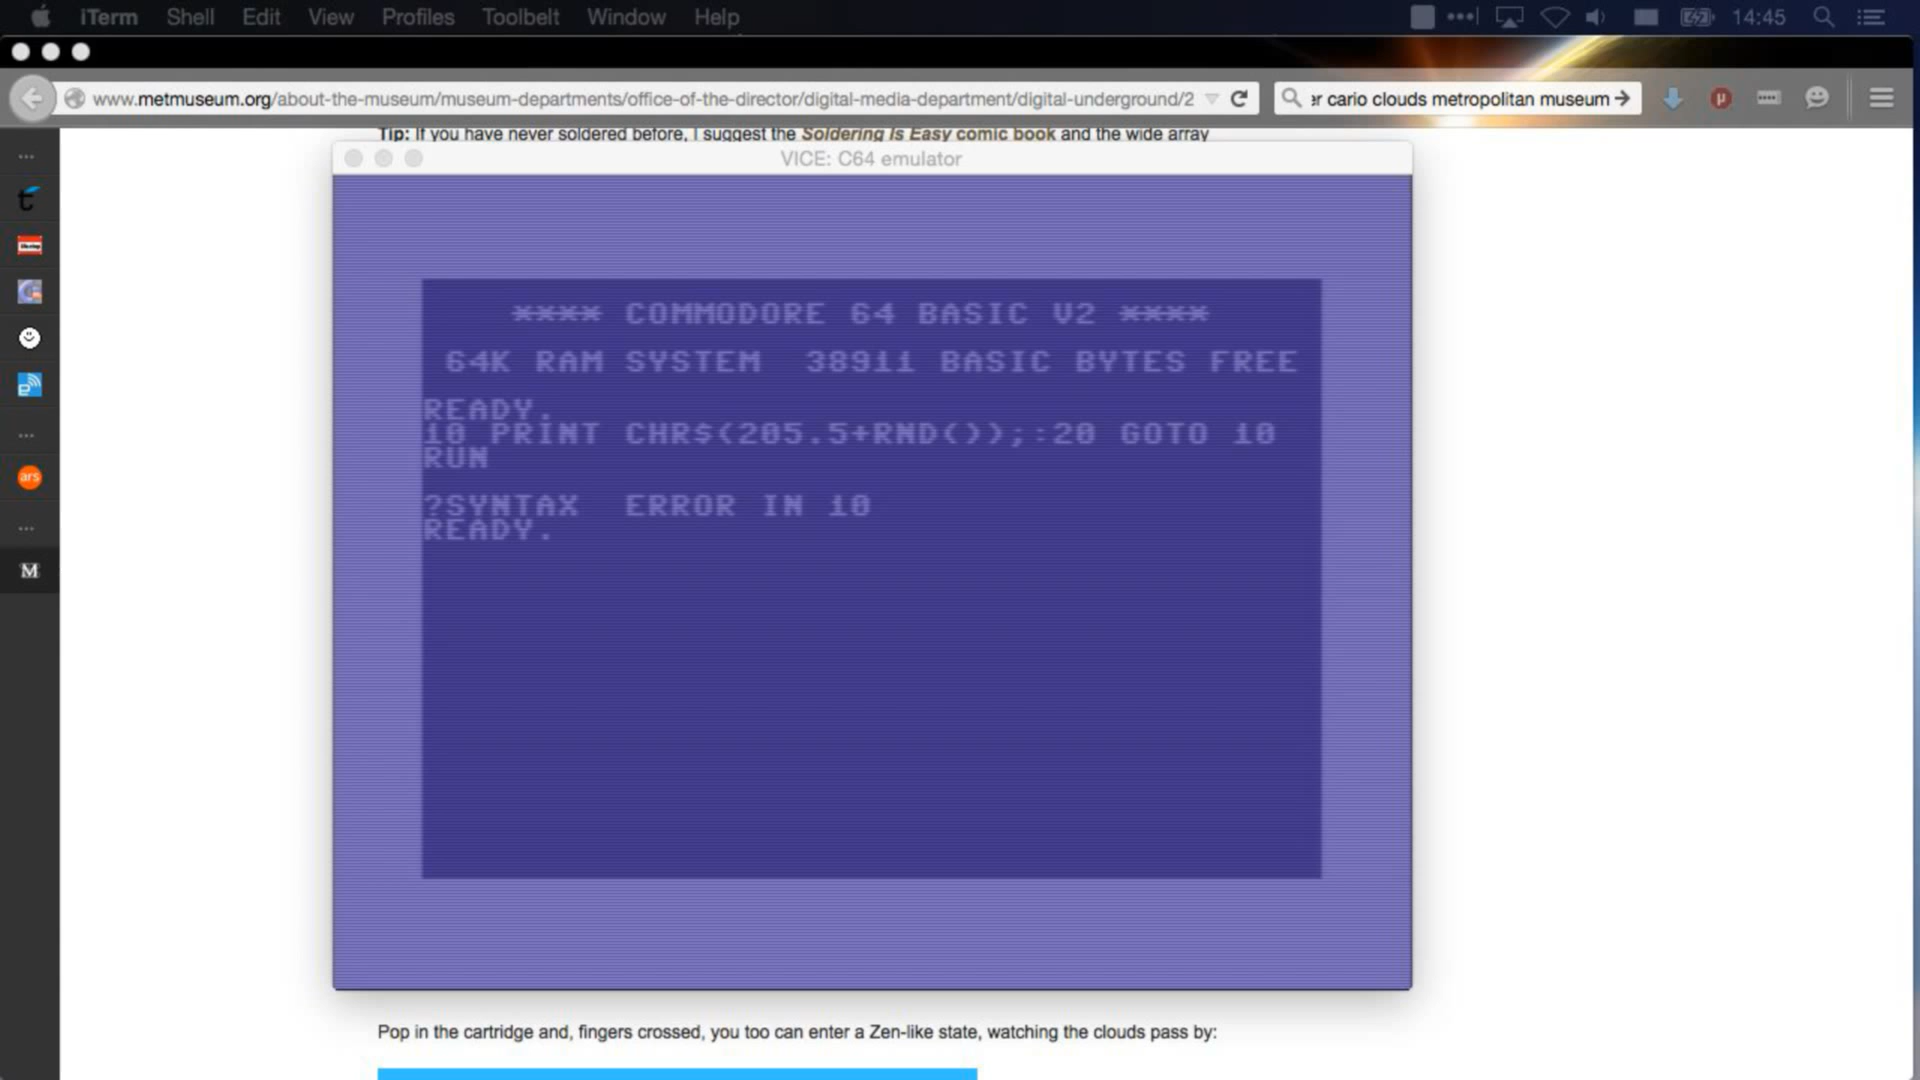 iTerm Shell Edit View Profiles Toolbelt Window Help 14:45
www.metmuseum.org/about-the-museum/museum-departments/office-of-the-director/digital-media-department/digital-underground/2 er cario clouds metropolitan museum
Tip: If you have never soldered before, I suggest the Soldering Is Easy comic book and the wide array
VICE: C64 emulator
**** COMMODORE 64 BASIC V2 ****
64K RAM SYSTEM 38911 BASIC BYTES FREE
READY.
10 PRINT CHR$(205.5+RND());:20 GOTO 10
RUN
?SYNTAX ERROR IN 10
READY.
ars
M
Pop in the cartridge and, fingers crossed, you too can enter a Zen-like state, watching the clouds pass by: